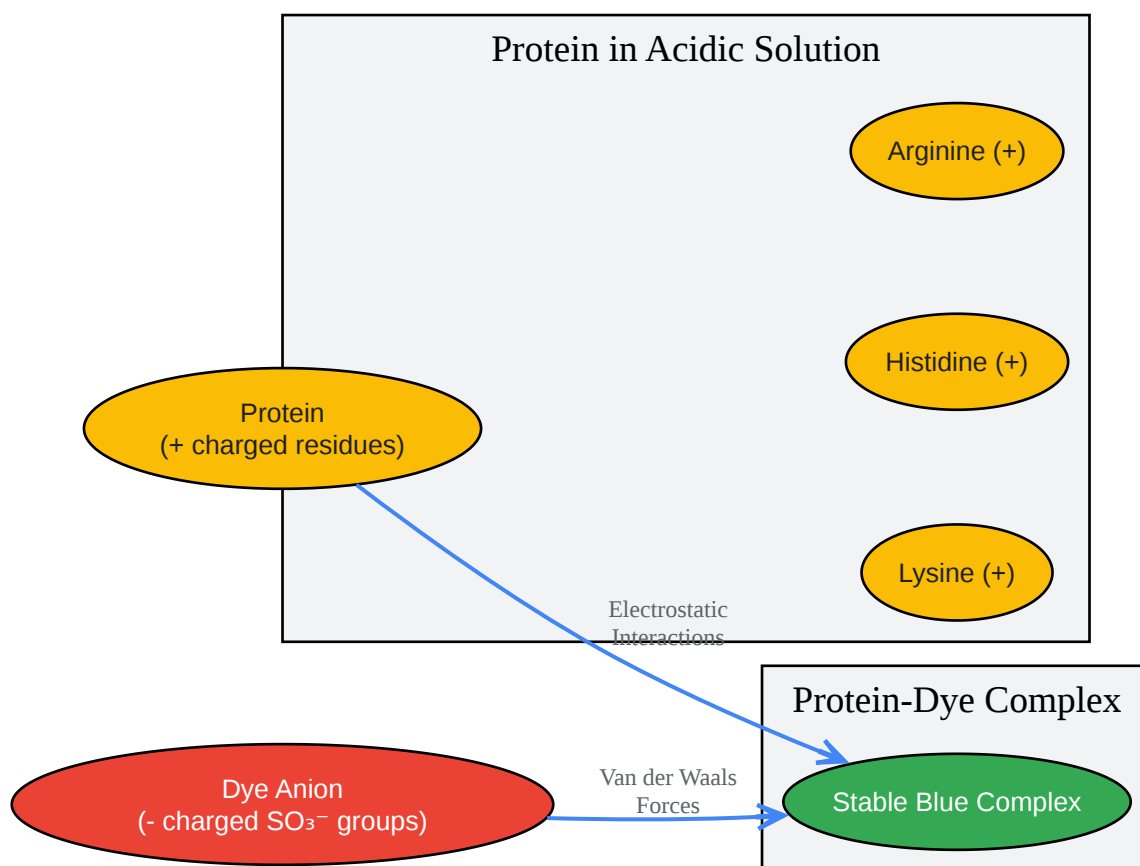 Protein in Acidic Solution
Arginine (+)
Histidine (+)
Protein
(+ charged residues)
Lysine (+)
Electrostatic
Interactions
Protein-Dye Complex
Dye Anion
(- charged SO₃⁻ groups)
Van der Waals
Forces
Stable Blue Complex